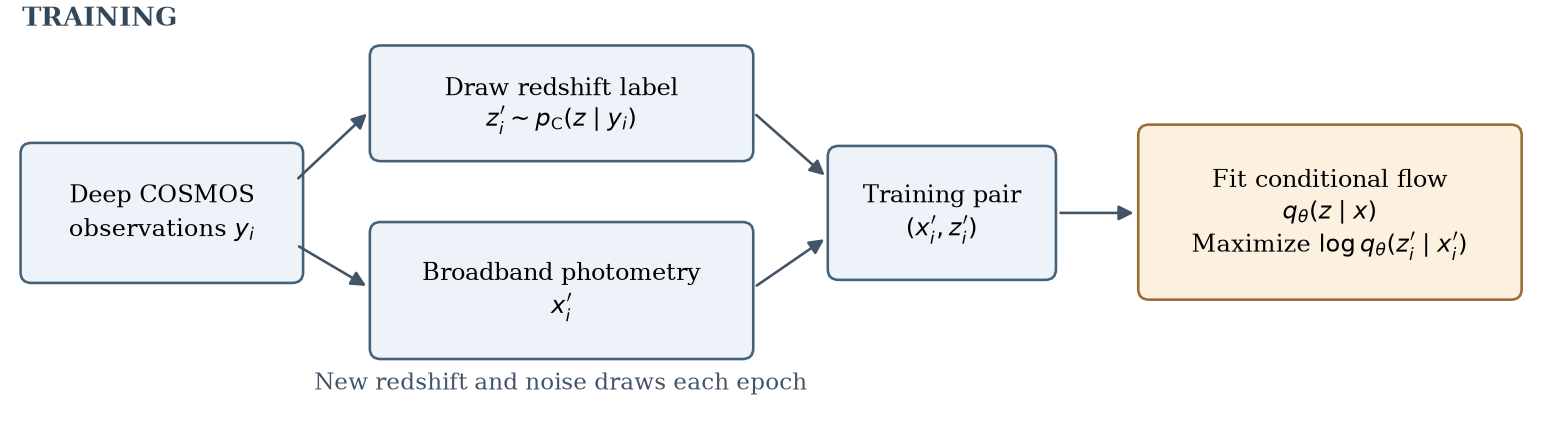 TRAINING
Draw redshift label
z′ᵢ ~ p_C(z | yᵢ)
Deep COSMOS
observations yᵢ
Broadband photometry
x′ᵢ
New redshift and noise draws each epoch
Training pair
(x′ᵢ, z′ᵢ)
Fit conditional flow
q_θ(z | x)
Maximize log q_θ(z′ᵢ | x′ᵢ)